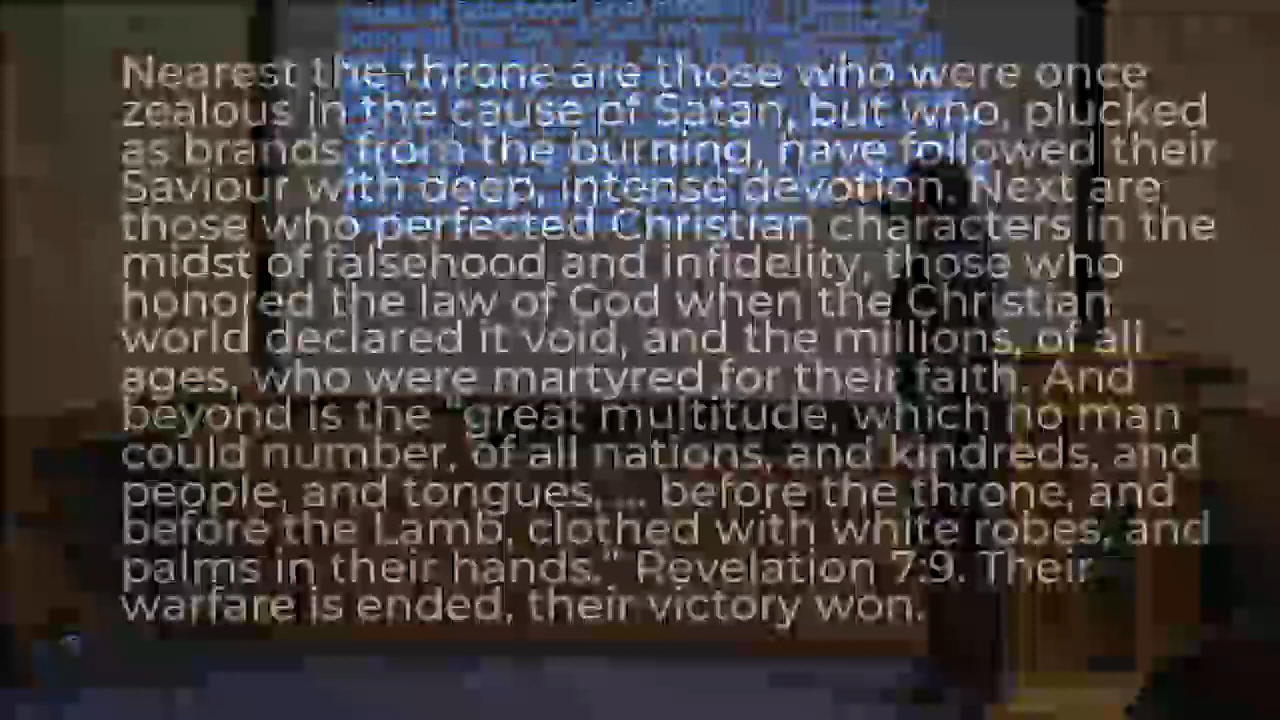 Nearest the throne are those who were once
zealous in the cause of Satan, but who, plucked
as brands from the burning, have followed their
Saviour with deep, intense devotion. Next are
those who perfected Christian characters in the
midst of falsehood and infidelity, those who
honored the law of God when the Christian
world declared it void, and the millions, of all
ages, who were martyred for their faith. And
beyond is the "great multitude, which no man
could number, of all nations, and kindreds, and
people, and tongues, ... before the throne, and
before the Lamb, clothed with white robes, and
palms in their hands." Revelation 7:9. Their
warfare is ended, their victory won.